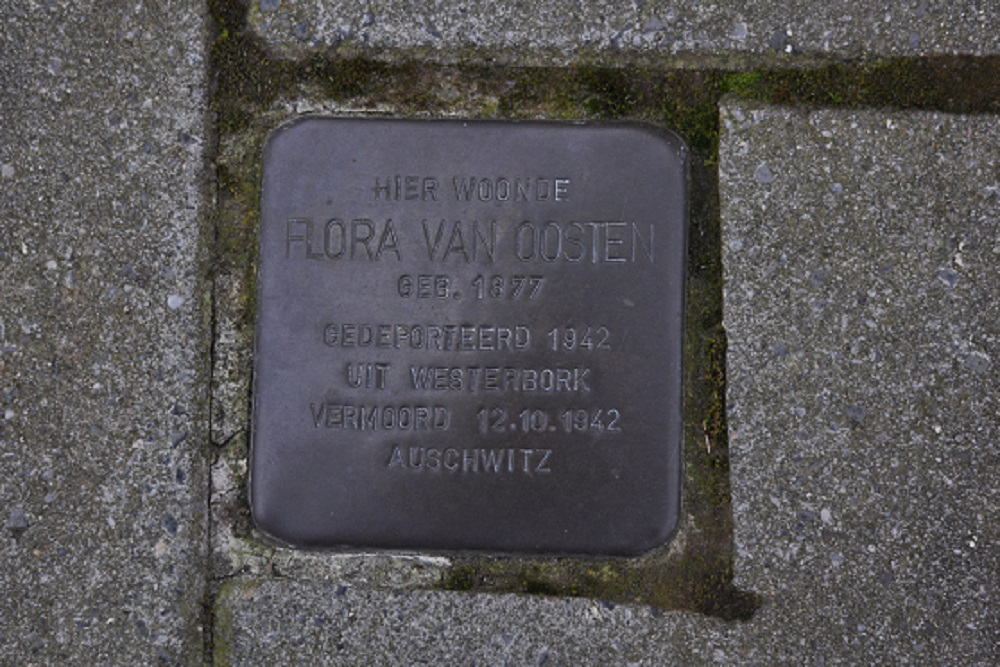 HIER WOONDE
FLORA VAN OOSTEN
GEB. 1877
GEDEPORTEERD 1942
UIT WESTERBORK
VERMOORD 12.10.1942
AUSCHWITZ